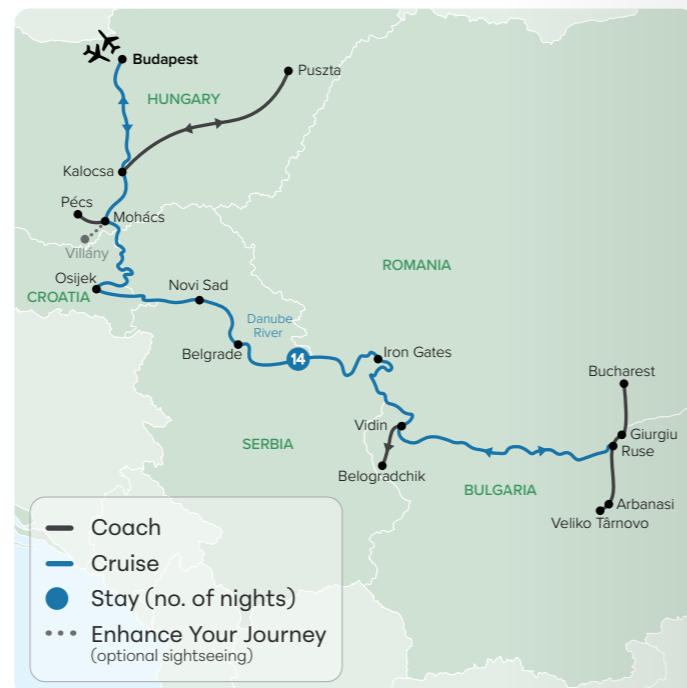 Budapest
Puszta
HUNGARY
Kalocsa
Pécs
Mohács
Villány
Osijek
CROATIA
Novi Sad
ROMANIA
Danube
River
Belgrade
14
Iron Gates
Bucharest
Vidin
Giurgiu
Ruse
SERBIA
Belogradchik
BULGARIA
Arbanasi
Veliko Târnovo
Coach
Cruise
Stay (no. of nights)
Enhance Your Journey
(optional sightseeing)